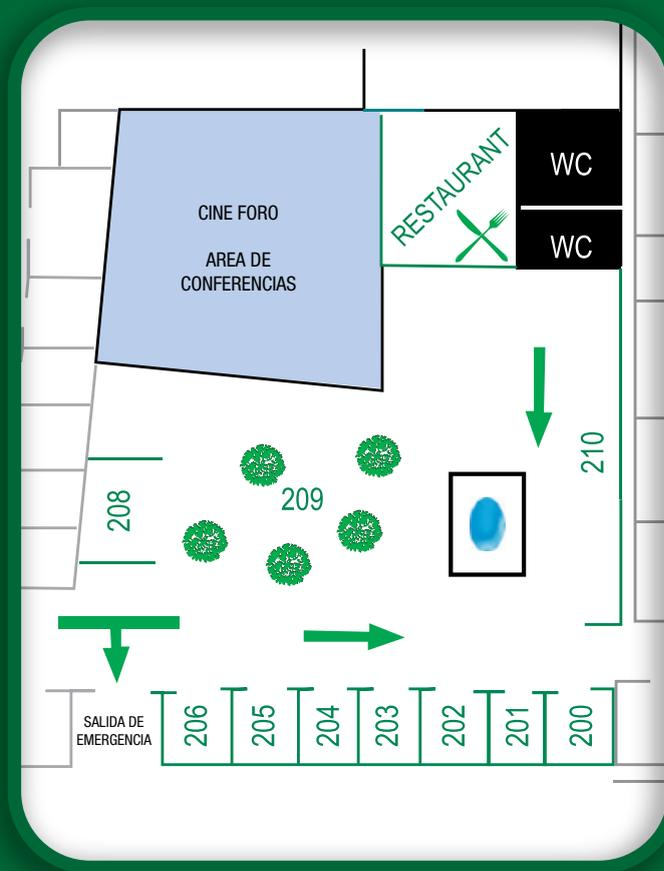 CINE FORO
AREA DE
CONFERENCIAS
RESTAURANT
WC
WC
210
209
208
SALIDA DE
EMERGENCIA
206
205
204
203
202
201
200